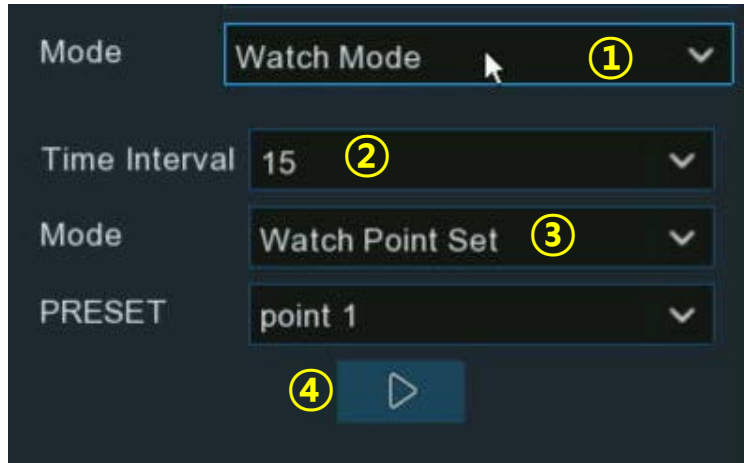 Mode Watch Mode ①
Time Interval 15 ②
Mode Watch Point Set ③
PRESET point 1
④